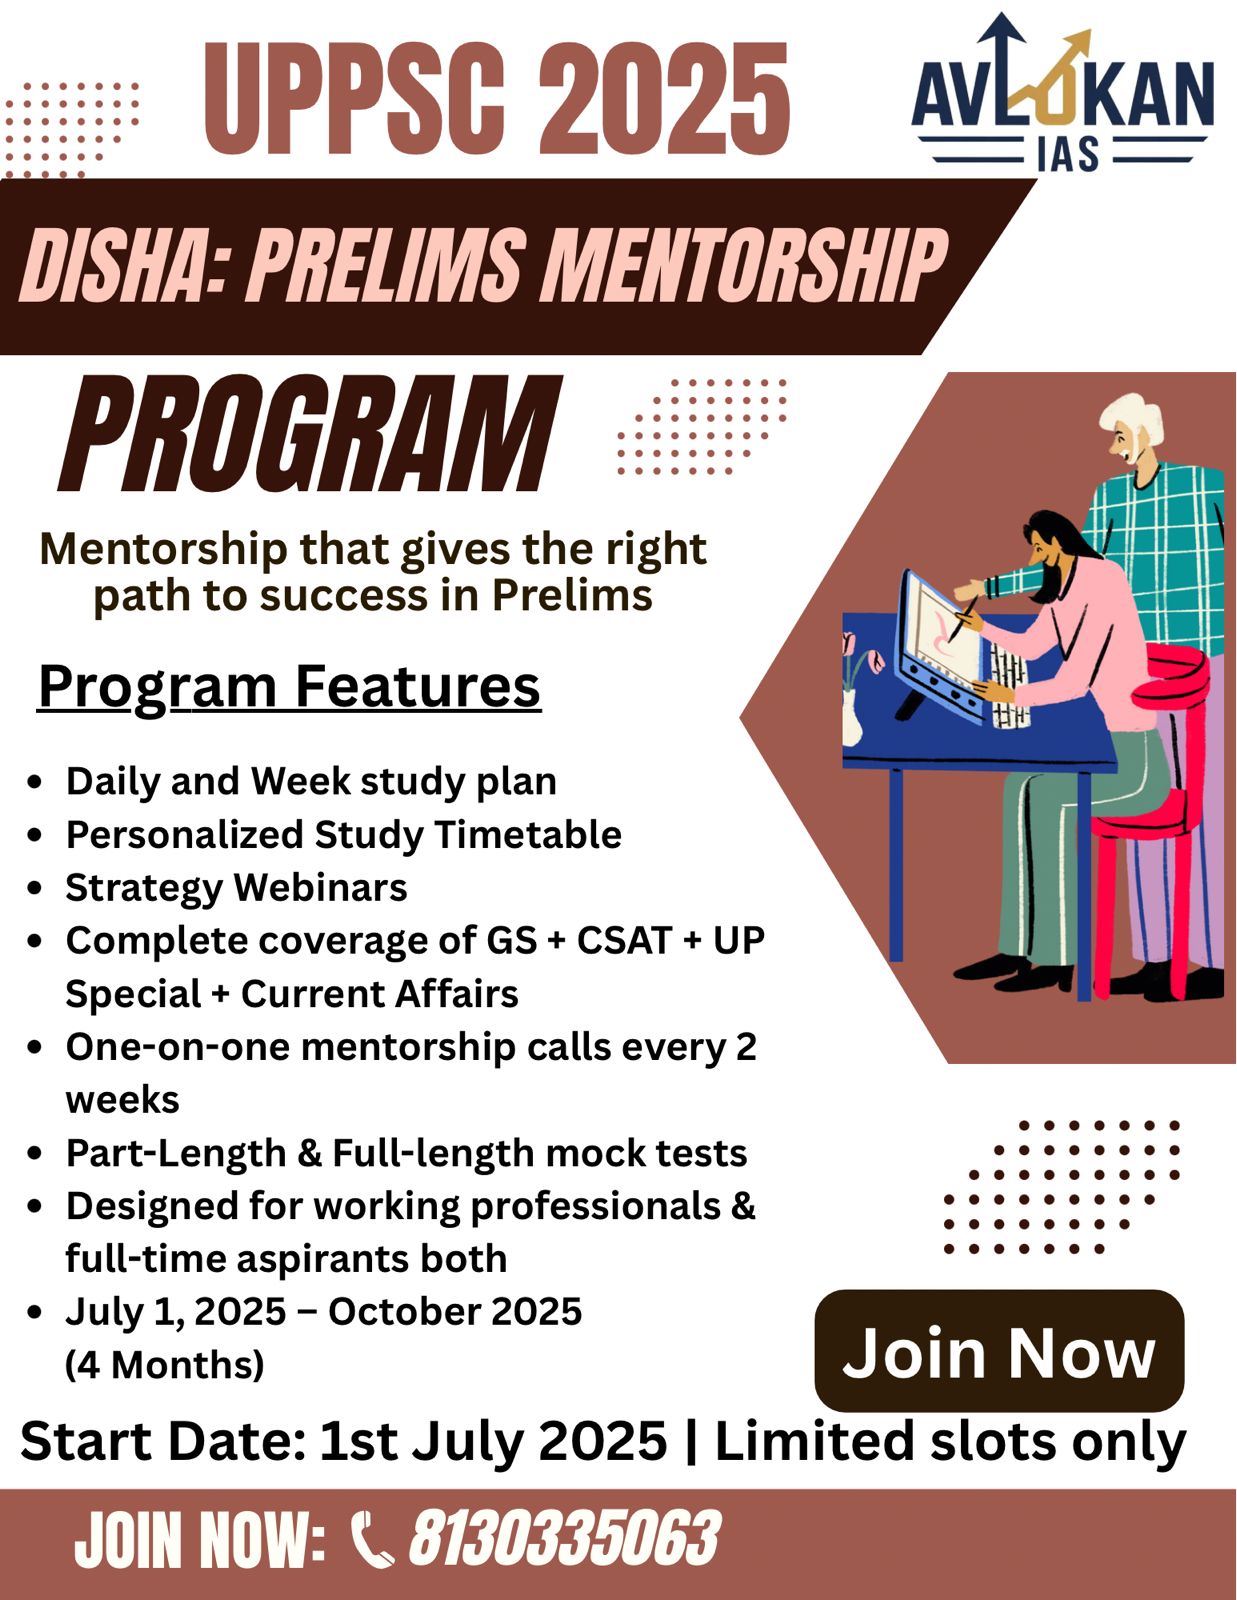 UPPSC 2025
AVLOKAN
IAS
DISHA: PRELIMS MENTORSHIP
PROGRAM
Mentorship that gives the right
path to success in Prelims
Program Features
• Daily and Week study plan
• Personalized Study Timetable
• Strategy Webinars
• Complete coverage of GS + CSAT + UP
Special + Current Affairs
• One-on-one mentorship calls every 2
weeks
• Part-Length & Full-length mock tests
• Designed for working professionals &
full-time aspirants both
• July 1, 2025 – October 2025
(4 Months)
Join Now
Start Date: 1st July 2025 | Limited slots only
JOIN NOW: 8130335063